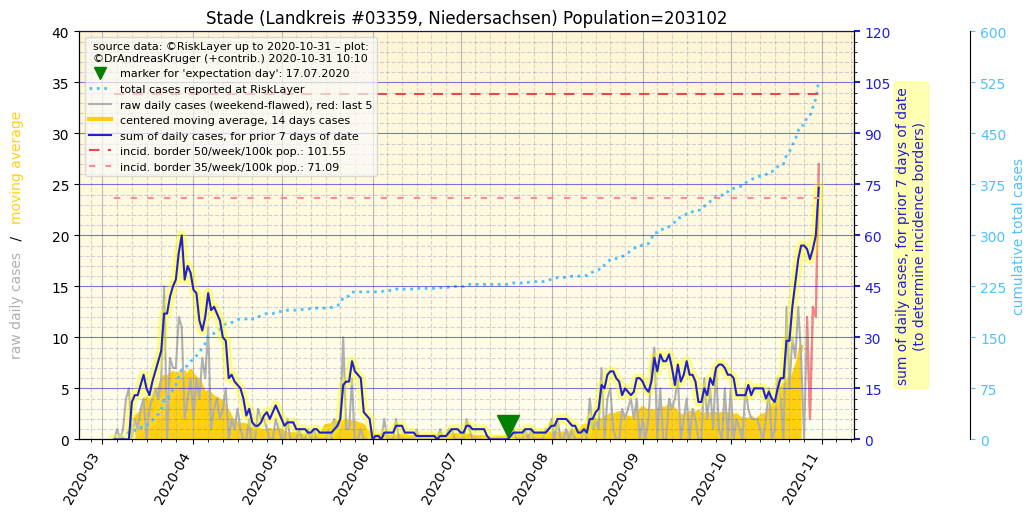 Stade (Landkreis #03359, Niedersachsen) Population=203102
source data: ©RiskLayer up to 2020-10-31 – plot:
©DrAndreasKruger (+contrib.) 2020-10-31 10:10
marker for 'expectation day': 17.07.2020
total cases reported at RiskLayer
raw daily cases (weekend-flawed), red: last 5
centered moving average, 14 days cases
sum of daily cases, for prior 7 days of date
incid. border 50/week/100k pop.: 101.55
incid. border 35/week/100k pop.: 71.09
raw daily cases / moving average
40
35
30
25
20
15
10
5
0
2020-03
2020-04
2020-05
2020-06
2020-07
2020-08
2020-09
2020-10
2020-11
120
105
90
75
60
45
30
15
0
sum of daily cases, for prior 7 days of date
(to determine incidence borders)
600
525
450
375
300
225
150
75
0
cumulative total cases